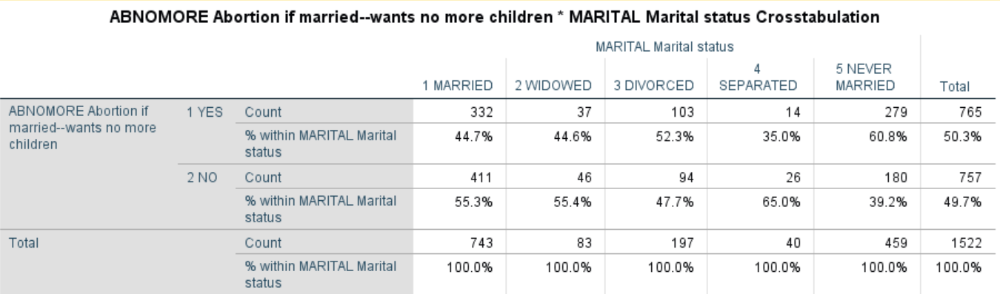 ABNOMORE Abortion if married--wants no more children * MARITAL Marital status Crosstabulation
MARITAL Marital status
1 MARRIED 2 WIDOWED 3 DIVORCED 4 SEPARATED 5 NEVER MARRIED Total
ABNOMORE Abortion if married--wants no more children 1 YES Count 332 37 103 14 279 765
% within MARITAL Marital status 44.7% 44.6% 52.3% 35.0% 60.8% 50.3%
2 NO Count 411 46 94 26 180 757
% within MARITAL Marital status 55.3% 55.4% 47.7% 65.0% 39.2% 49.7%
Total Count 743 83 197 40 459 1522
% within MARITAL Marital status 100.0% 100.0% 100.0% 100.0% 100.0% 100.0%